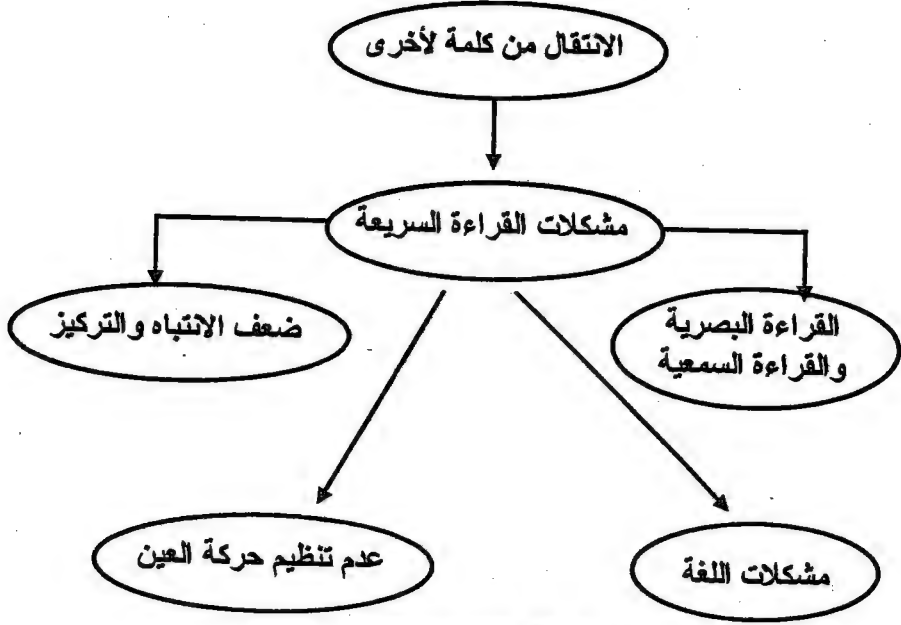 الانتقال من كلمة لأخرى
مشكلات القراءة السريعة
القراءة البصرية
والقراءة السمعية
ضعف الانتباه والتركيز
مشكلات اللغة
عدم تنظيم حركة العين